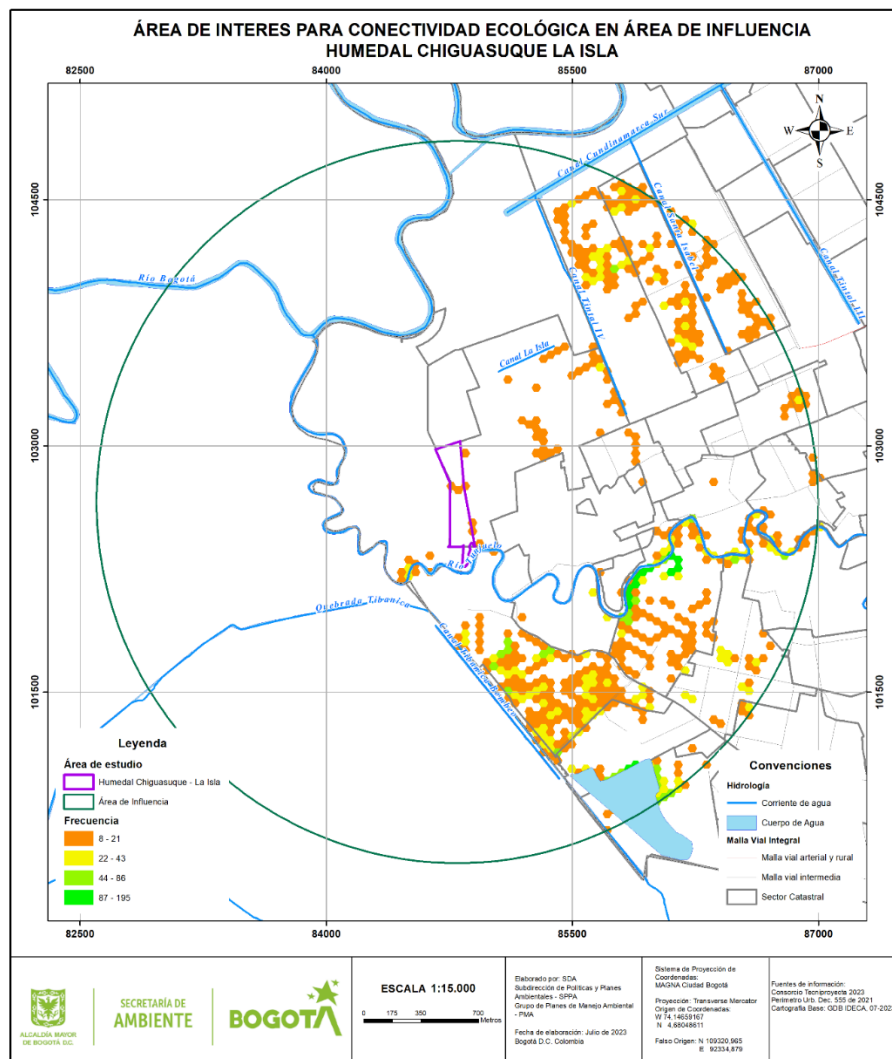 ÁREA DE INTERES PARA CONECTIVIDAD ECOLÓGICA EN ÁREA DE INFLUENCIA
HUMEDAL CHIGUASUQUE LA ISLA
82500
84000
85500
87000
N
W
E
S
Canal Cundinamarca Sur
104500
104500
Canal Santa Isabel
Canal Tintal III
Río Bogotá
Canal Tintal IV
Canal La Isla
103000
103000
Río Tunjuelo
Quebrada Tibanica
101500
101500
Leyenda
Área de estudio
Humedal Chiguasuque - La Isla
Área de Influencia
Frecuencia
8 - 21
22 - 43
44 - 86
87 - 195
Convenciones
Hidrología
Corriente de agua
Cuerpo de Agua
Malla Vial Integral
Malla vial arterial y rural
Malla vial intermedia
Sector Catastral
82500
84000
85500
87000
ALCALDÍA MAYOR
DE BOGOTÁ D.C.
SECRETARÍA DE
AMBIENTE
BOGOTÁ
ESCALA 1:15.000
0
175
350
700
Metros
Elaborado por: SDA
Subdirección de Políticas y Planes
Ambientales - SPPA
Grupo de Planes de Manejo Ambiental
- PMA
Fecha de elaboración: Julio de 2023
Bogotá D.C. Colombia
Sistema de Proyección de
Coordenadas:
MAGNA Ciudad Bogotá
Proyección: Transverse Mercator
Origen de Coordenadas:
W 74,14659167
N 4,68048611
Falso Origen: N 109320,965
E 92334,879
Fuentes de información:
Consorcio Tecniproyecta 2023
Perímetro Urb. Dec. 555 de 2021
Cartografía Base: GDB IDECA, 07-202